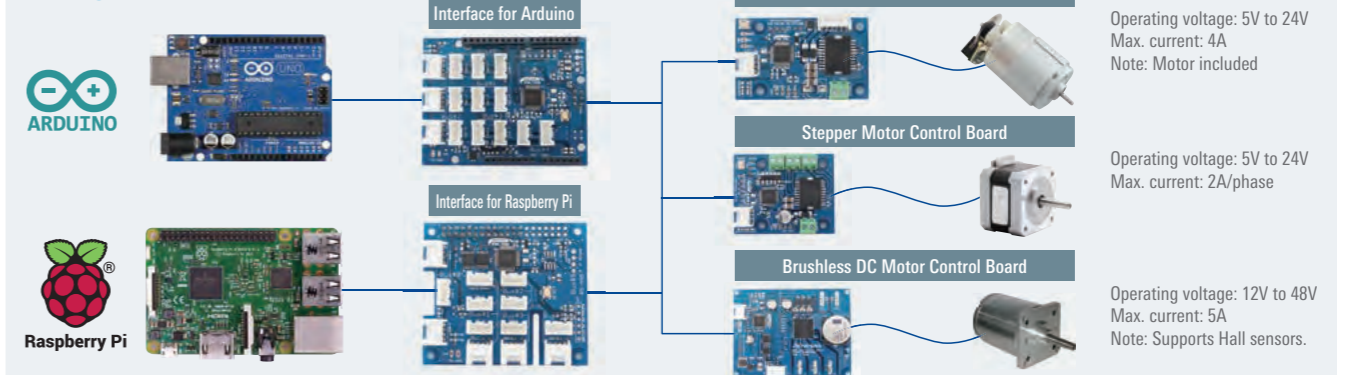 Interface for Arduino
Operating voltage: 5V to 24V
Max. current: 4A
Note: Motor included
ARDUINO
UNO
ARDUINO
Stepper Motor Control Board
Operating voltage: 5V to 24V
Max. current: 2A/phase
Interface for Raspberry Pi
®
Raspberry Pi
Brushless DC Motor Control Board
Operating voltage: 12V to 48V
Max. current: 5A
Note: Supports Hall sensors.